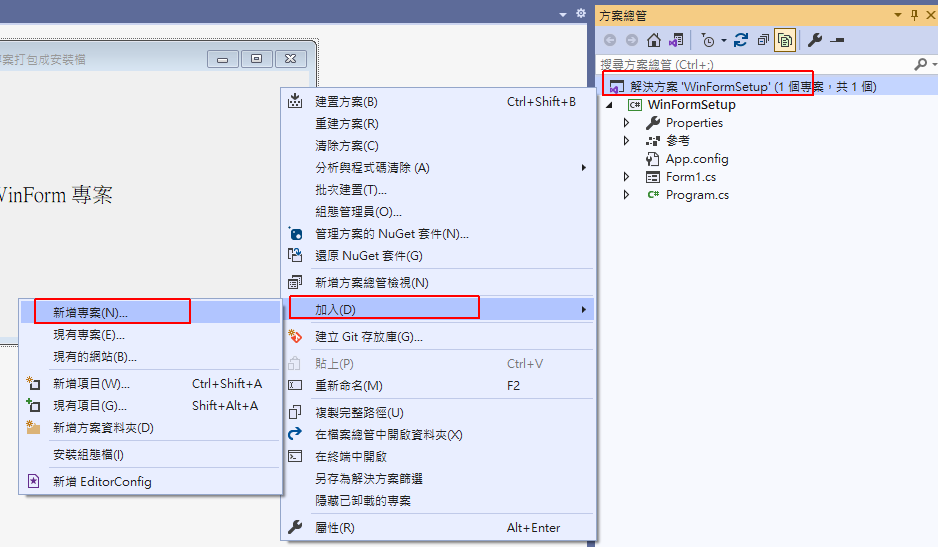 方案總管
搜尋方案總管 (Ctrl+;)
解決方案 'WinFormSetup' (1 個專案，共 1 個)
WinFormSetup
Properties
參考
App.config
Form1.cs
Program.cs
專案打包成安裝檔
WinForm 專案
建置方案(B) Ctrl+Shift+B
重建方案(R)
清除方案(C)
分析與程式碼清除 (A)
批次建置(T)...
組態管理員(O)...
管理方案的 NuGet 套件(N)...
還原 NuGet 套件(G)
新增方案總管檢視(N)
加入(D)
建立 Git 存放庫(G)...
貼上(P) Ctrl+V
重新命名(M) F2
複製完整路徑(U)
在檔案總管中開啟資料夾(X)
在終端中開啟
另存為解決方案篩選
隱藏已卸載的專案
屬性(R) Alt+Enter
新增專案(N)...
現有專案(E)...
現有的網站(B)...
新增項目(W)... Ctrl+Shift+A
現有項目(G)... Shift+Alt+A
新增方案資料夾(D)
安裝組態檔(I)
新增 EditorConfig